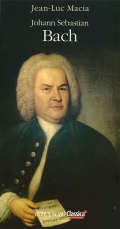 Jean-Luc Macia
Johann Sebastian
Bach
Classica